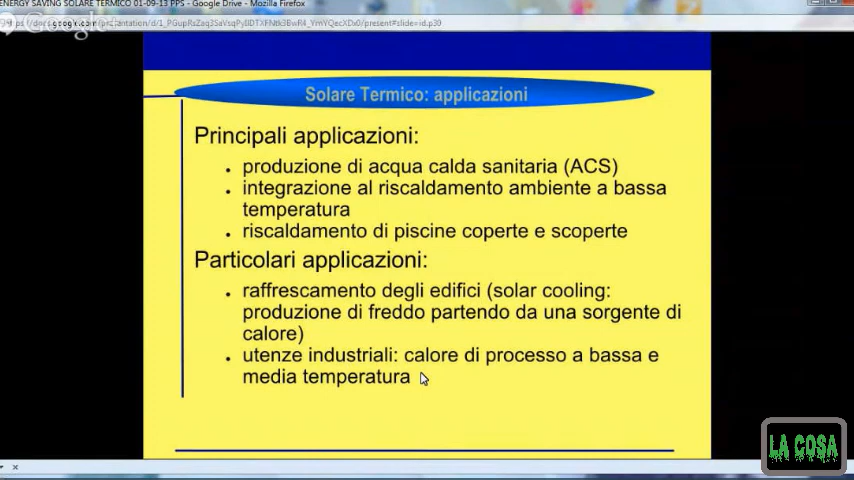 ENERGY SAVING SOLARE TERMICO 01-09-13 PPS - Google Drive - Mozilla Firefox
Google
Solare Termico: applicazioni
Principali applicazioni:
produzione di acqua calda sanitaria (ACS)
integrazione al riscaldamento ambiente a bassa
temperatura
riscaldamento di piscine coperte e scoperte
Particolari applicazioni:
raffrescamento degli edifici (solar cooling:
produzione di freddo partendo da una sorgente di
calore)
utenze industriali: calore di processo a bassa e
media temperatura
LA COSA